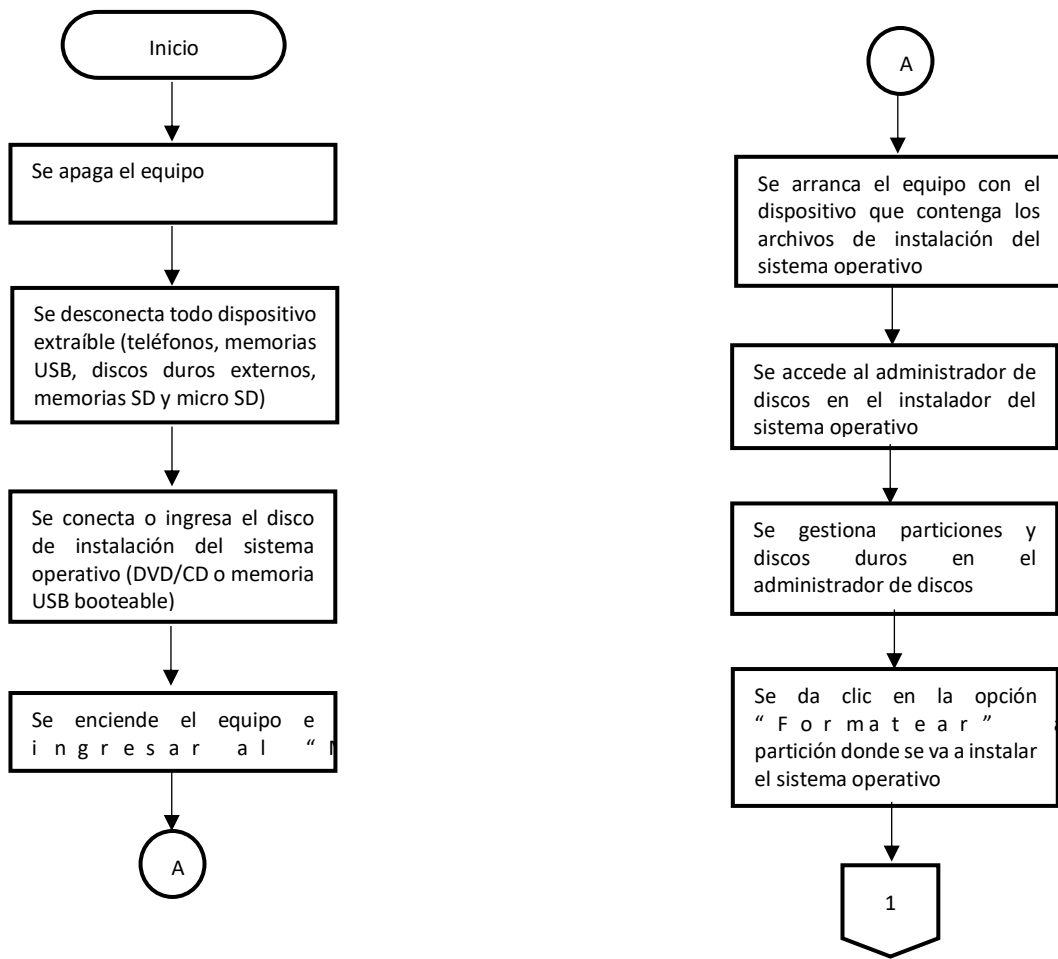 Inicio
Se apaga el equipo
Se desconecta todo dispositivo
extraíble (teléfonos, memorias
USB, discos duros externos,
memorias SD y micro SD)
Se conecta o ingresa el disco
de instalación del sistema
operativo (DVD/CD o memoria
USB booteable)
Se enciende el equipo e
ingresar al “
A
A
Se arranca el equipo con el
dispositivo que contenga los
archivos de instalación del
sistema operativo
Se accede al administrador de
discos en el instalador del
sistema operativo
Se gestiona particiones y
discos duros en el
administrador de discos
Se da clic en la opción
“Formatear”
partición donde se va a instalar
el sistema operativo
1